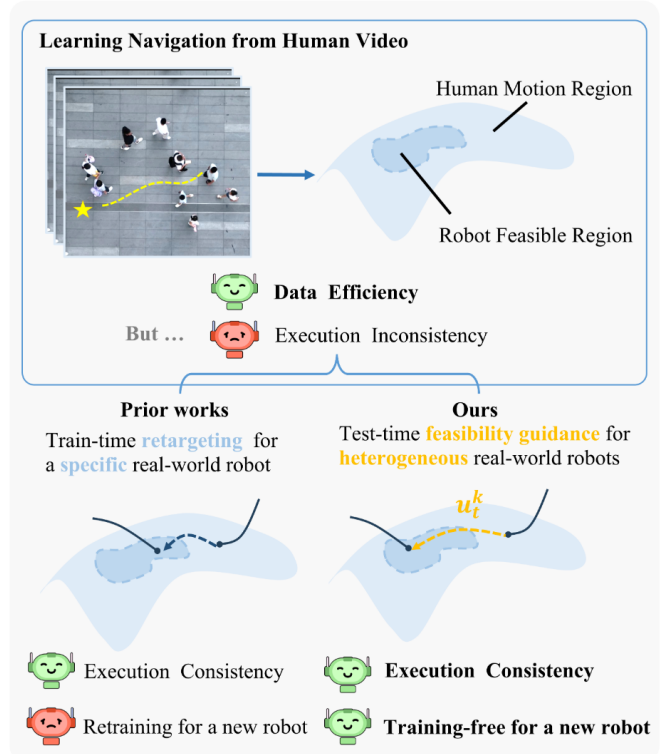 Learning Navigation from Human Video
Human Motion Region
Robot Feasible Region
Data Efficiency
But ...
Execution Inconsistency
Prior works
Train-time retargeting for
a specific real-world robot
Execution Consistency
Retraining for a new robot
Ours
Test-time feasibility guidance for
heterogeneous real-world robots
u_t^k
Execution Consistency
Training-free for a new robot